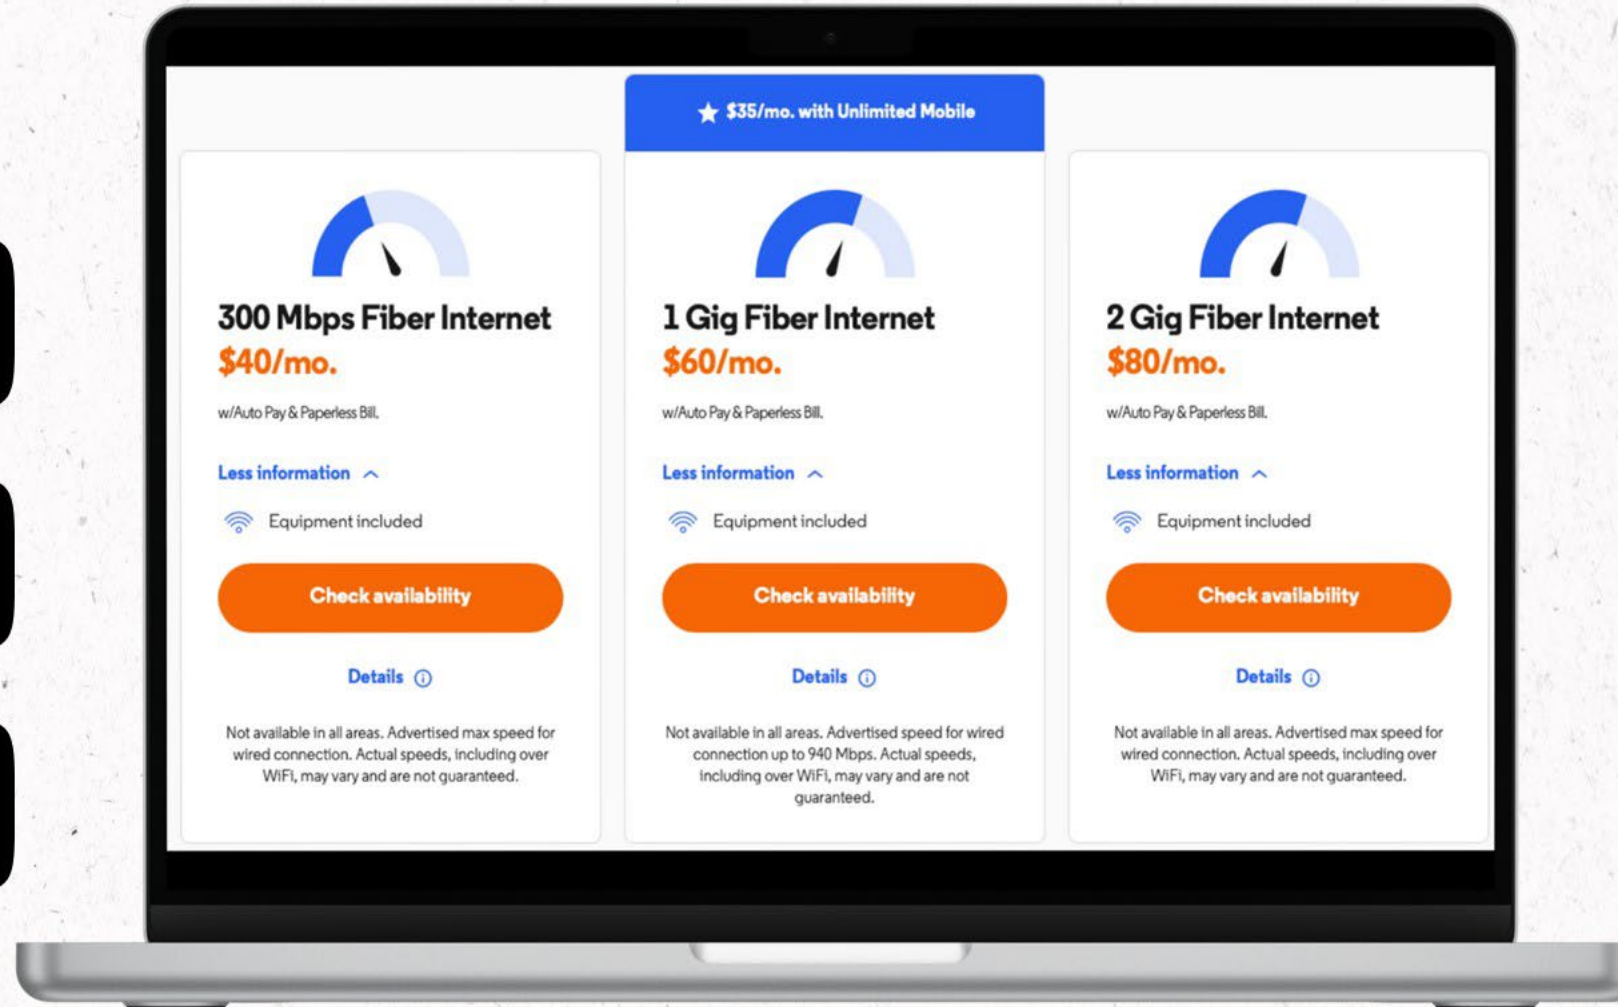 $35/mo. with Unlimited Mobile
300 Mbps Fiber Internet
$40/mo.
w/Auto Pay & Paperless Bill.
Less information
Equipment included
Check availability
Details
Not available in all areas. Advertised max speed for
wired connection. Actual speeds, including over
WiFi, may vary and are not guaranteed.
1 Gig Fiber Internet
$60/mo.
w/Auto Pay & Paperless Bill.
Less information
Equipment included
Check availability
Details
Not available in all areas. Advertised speed for wired
connection up to 940 Mbps. Actual speeds,
including over WiFi, may vary and are not
guaranteed.
2 Gig Fiber Internet
$80/mo.
w/Auto Pay & Paperless Bill.
Less information
Equipment included
Check availability
Details
Not available in all areas. Advertised max speed for
wired connection. Actual speeds, including over
WiFi, may vary and are not guaranteed.